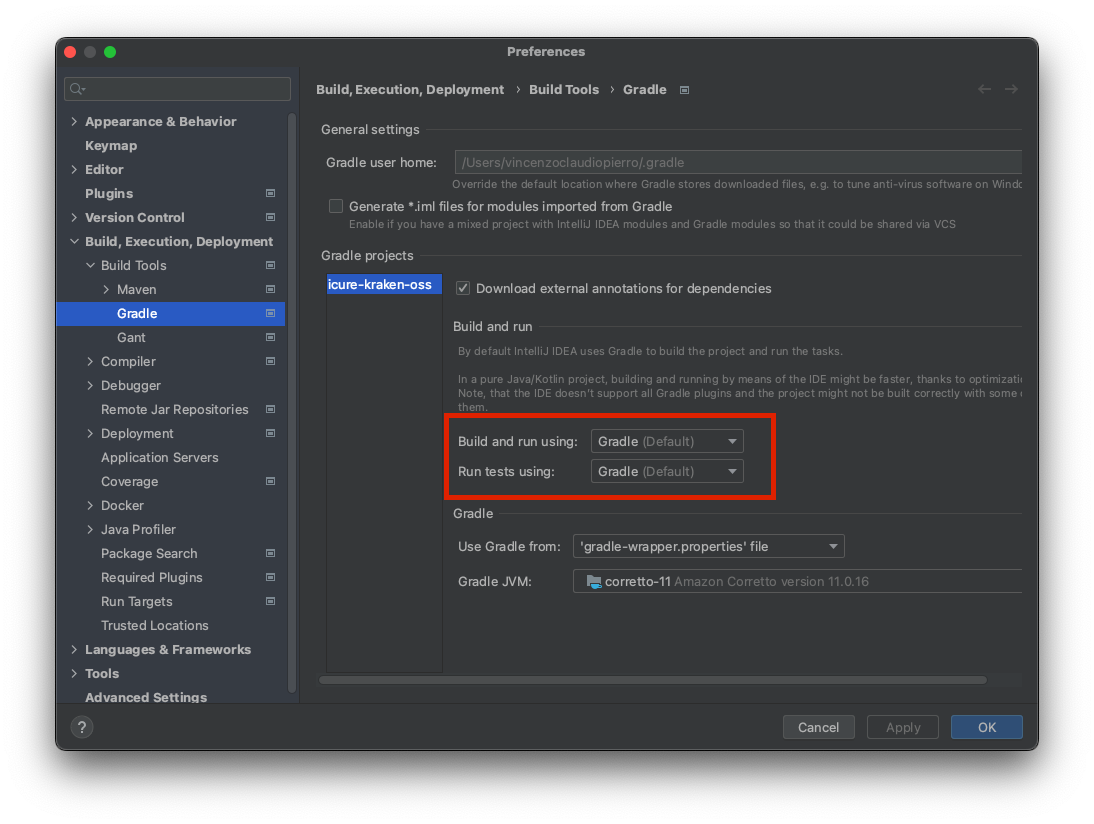 Preferences
Appearance & Behavior
Keymap
Editor
Plugins
Version Control
Build, Execution, Deployment
Build Tools
Maven
Gradle
Gant
Compiler
Debugger
Remote Jar Repositories
Deployment
Application Servers
Coverage
Docker
Java Profiler
Package Search
Required Plugins
Run Targets
Trusted Locations
Languages & Frameworks
Tools
Advanced Settings
Build, Execution, Deployment › Build Tools › Gradle
General settings
Gradle user home: /Users/vincenzoclaudiopierro/.gradle
Override the default location where Gradle stores downloaded files, e.g. to tune anti-virus software on Windo
Generate *.iml files for modules imported from Gradle
Enable if you have a mixed project with IntelliJ IDEA modules and Gradle modules so that it could be shared via VCS
Gradle projects
icure-kraken-oss
Download external annotations for dependencies
Build and run
By default IntelliJ IDEA uses Gradle to build the project and run the tasks.
In a pure Java/Kotlin project, building and running by means of the IDE might be faster, thanks to optimizati
Note, that the IDE doesn't support all Gradle plugins and the project might not be built correctly with some
them.
Build and run using: Gradle (Default)
Run tests using: Gradle (Default)
Gradle
Use Gradle from: 'gradle-wrapper.properties' file
Gradle JVM: corretto-11 Amazon Corretto version 11.0.16
?
Cancel
Apply
OK